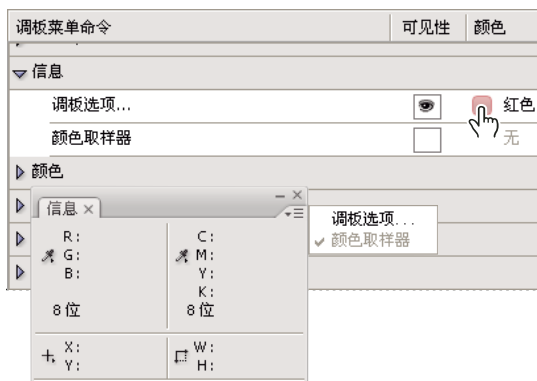 调板菜单命令 可见性 颜色
信息
调板选项... 红色
颜色取样器 无
颜色
信息
调板选项...
颜色取样器
R: C:
G: M:
B: Y:
K:
8位 8位
X: W:
Y: H: